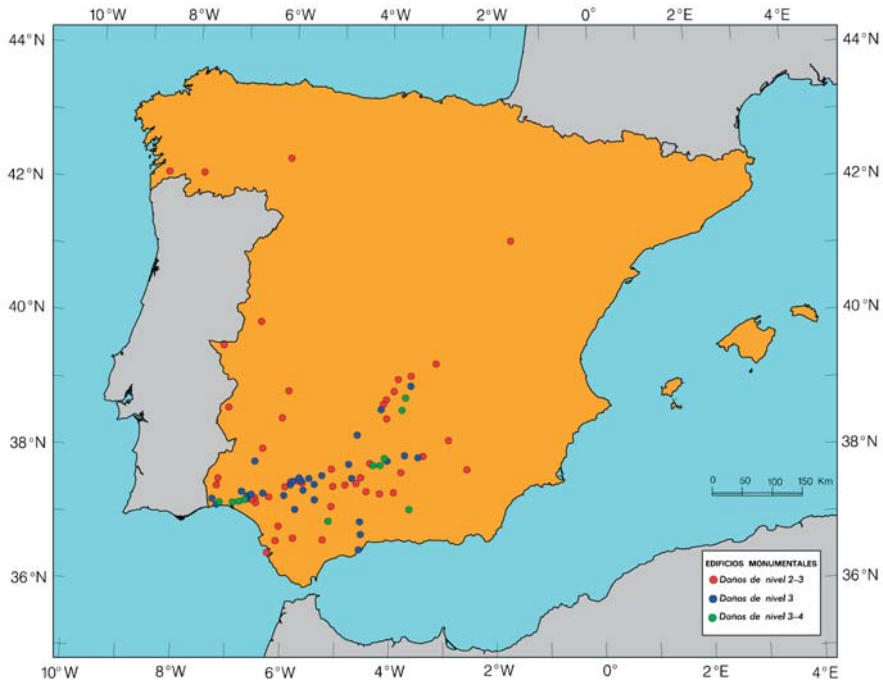 10°W 8°W 6°W 4°W 2°W 0° 2°E 4°E
44°N 44°N
42°N 42°N
40°N 40°N
38°N 38°N
0 50 100 150 Km
EDIFICIOS MONUMENTALES
Daños de nivel 2-3
Daños de nivel 3
Daños de nivel 3-4
36°N 36°N
10°W 8°W 6°W 4°W 2°W 0° 2°E 4°E